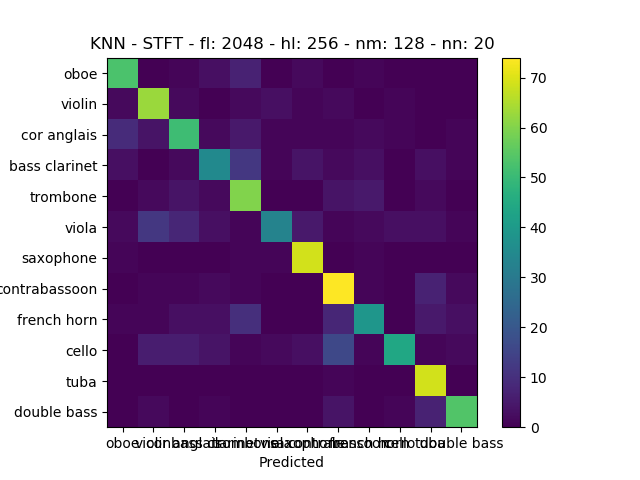 KNN - STFT - fl: 2048 - hl: 256 - nm: 128 - nn: 20
oboe
violin
cor anglais
bass clarinet
trombone
viola
saxophone
contrabassoon
french horn
cello
tuba
double bass
70
60
50
40
30
20
10
0
oboe violin tuba double bass
Predicted